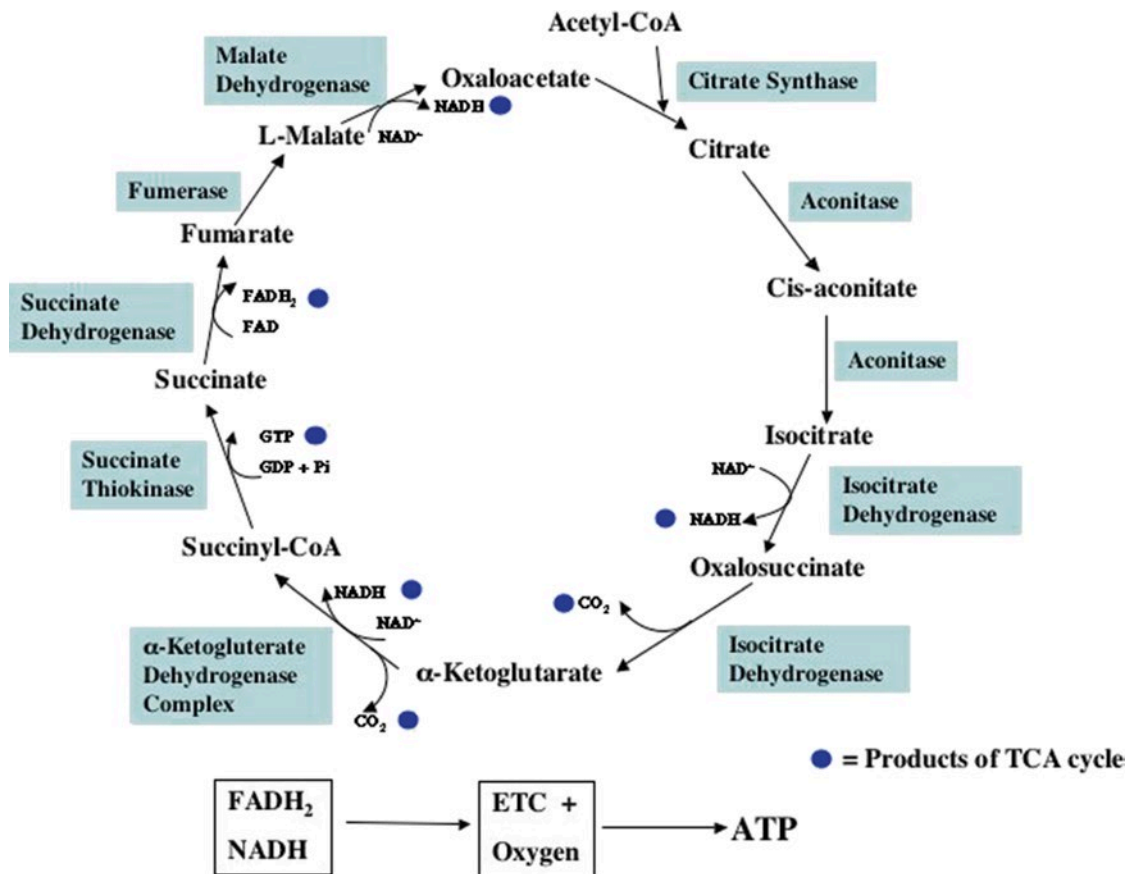 Acetyl-CoA
Malate
Dehydrogenase
Oxaloacetate
Citrate Synthase
NADH
NAD+
L-Malate
Citrate
Fumerase
Aconitase
Fumarate
Cis-aconitate
FADH₂
FAD
Succinate
Dehydrogenase
Aconitase
Succinate
Isocitrate
GTP
GDP + Pi
Succinate
Thiokinase
NAD+
NADH
Isocitrate
Dehydrogenase
Succinyl-CoA
Oxalosuccinate
NADH
NAD+
CO₂
α-Ketogluterate
Dehydrogenase
Complex
α-Ketoglutarate
Isocitrate
Dehydrogenase
CO₂
= Products of TCA cycle
FADH₂
NADH
ETC +
Oxygen
ATP